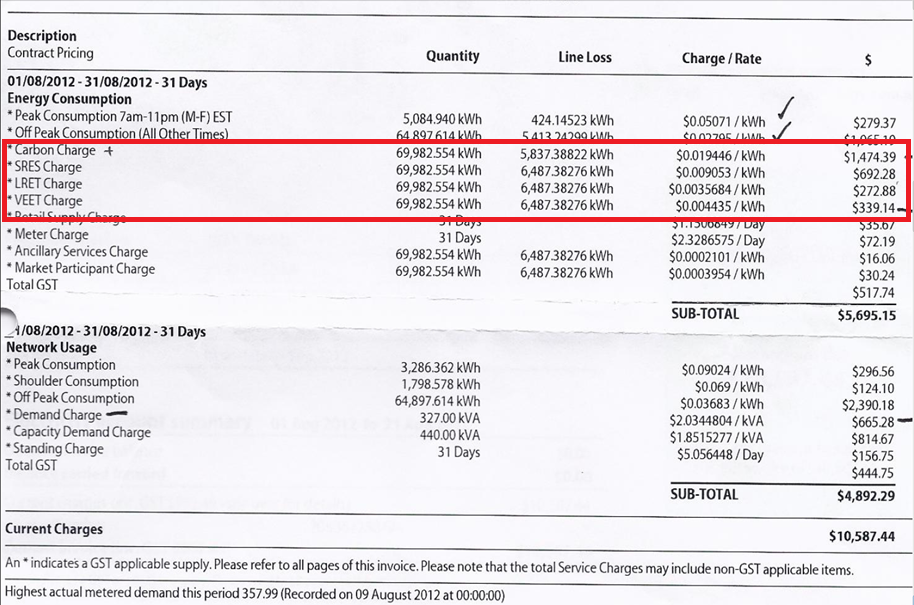 Description
Contract Pricing Quantity Line Loss Charge / Rate $
01/08/2012 - 31/08/2012 - 31 Days
Energy Consumption
* Peak Consumption 7am-11pm (M-F) EST 5,084.940 kWh 424.14523 kWh $0.05071 / kWh $279.37
* Off Peak Consumption (All Other Times) 64,897.614 kWh 5,413.24299 kWh $0.02795 / kWh $1,965.19
* Carbon Charge + 69,982.554 kWh 5,837.38822 kWh $0.019446 / kWh $1,474.39
* SRES Charge 69,982.554 kWh 6,487.38276 kWh $0.009053 / kWh $692.28
* LRET Charge 69,982.554 kWh 6,487.38276 kWh $0.0035684 / kWh $272.88
* VEET Charge 69,982.554 kWh 6,487.38276 kWh $0.004435 / kWh $339.14
* Retail Supply Charge 31 Days $1.1506849 / Day $35.67
* Meter Charge 31 Days $2.3286575 / Day $72.19
* Ancillary Services Charge 69,982.554 kWh 6,487.38276 kWh $0.0002101 / kWh $16.06
* Market Participant Charge 69,982.554 kWh 6,487.38276 kWh $0.0003954 / kWh $30.24
Total GST $517.74
SUB-TOTAL $5,695.15
1/08/2012 - 31/08/2012 - 31 Days
Network Usage
* Peak Consumption 3,286.362 kWh $0.09024 / kWh $296.56
* Shoulder Consumption 1,798.578 kWh $0.069 / kWh $124.10
* Off Peak Consumption 64,897.614 kWh $0.03683 / kWh $2,390.18
* Demand Charge 327.00 kVA $2.0344804 / kVA $665.28
* Capacity Demand Charge 440.00 kVA $1.8515277 / kVA $814.67
* Standing Charge 31 Days $5.056448 / Day $156.75
Total GST $444.75
SUB-TOTAL $4,892.29
Current Charges $10,587.44
An * indicates a GST applicable supply. Please refer to all pages of this invoice. Please note that the total Service Charges may include non-GST applicable items.
Highest actual metered demand this period 357.99 (Recorded on 09 August 2012 at 00:00:00)